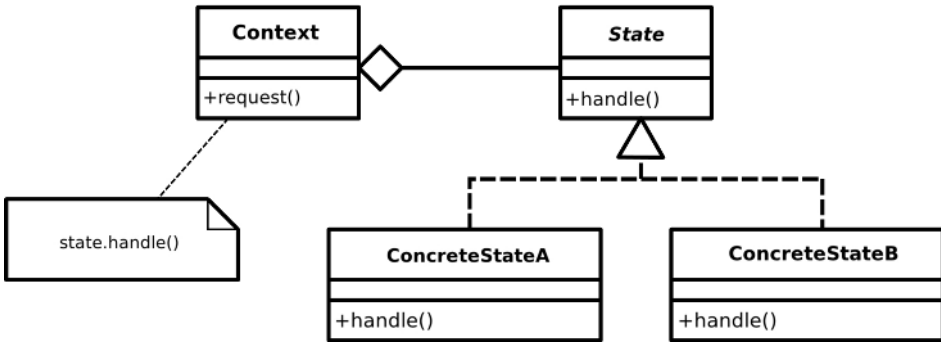 Context
+request()
State
+handle()
state.handle()
ConcreteStateA
+handle()
ConcreteStateB
+handle()